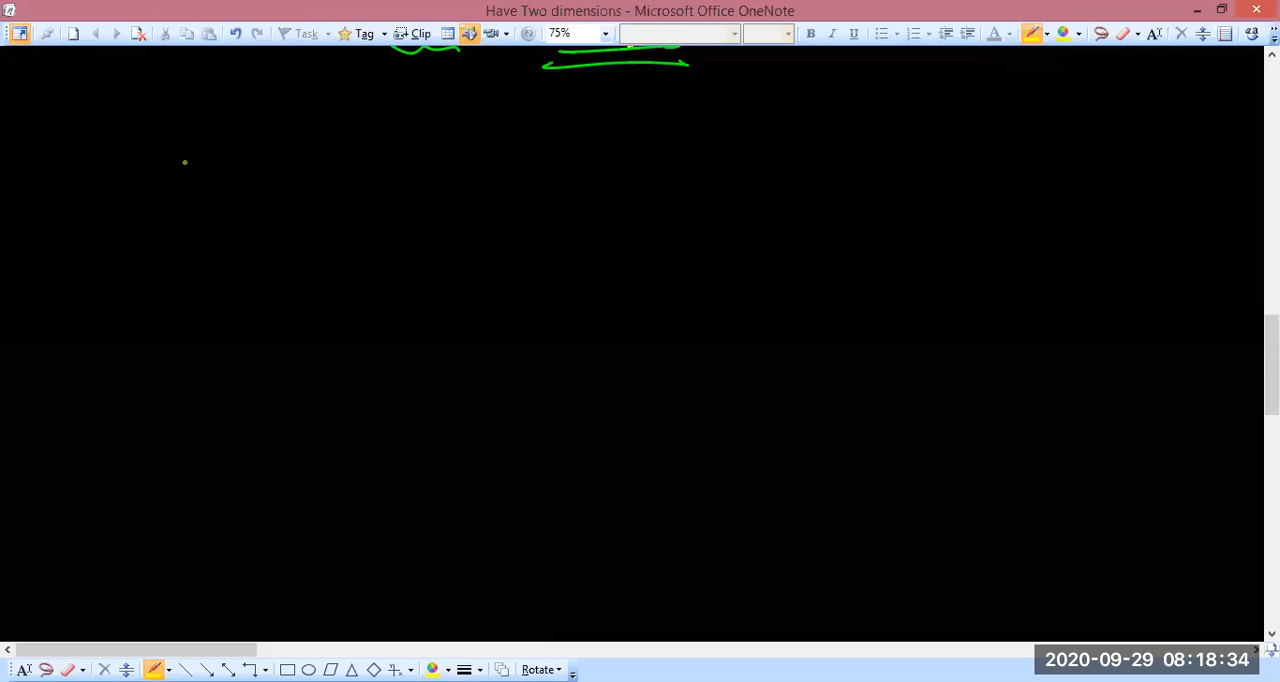 Have Two dimensions - Microsoft Office OneNote
Task Tag Clip 75% B I U
Rotate
2020-09-29 08:18:34